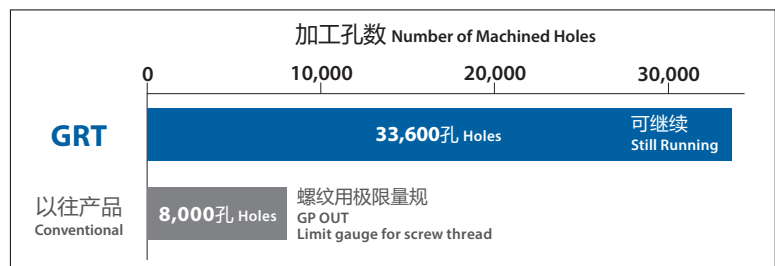 加工孔数 Number of Machined Holes
0 10,000 20,000 30,000
GRT
33,600孔 Holes
可继续
Still Running
以往产品
Conventional
8,000孔 Holes
螺纹用极限量规
GP OUT
Limit gauge for screw thread